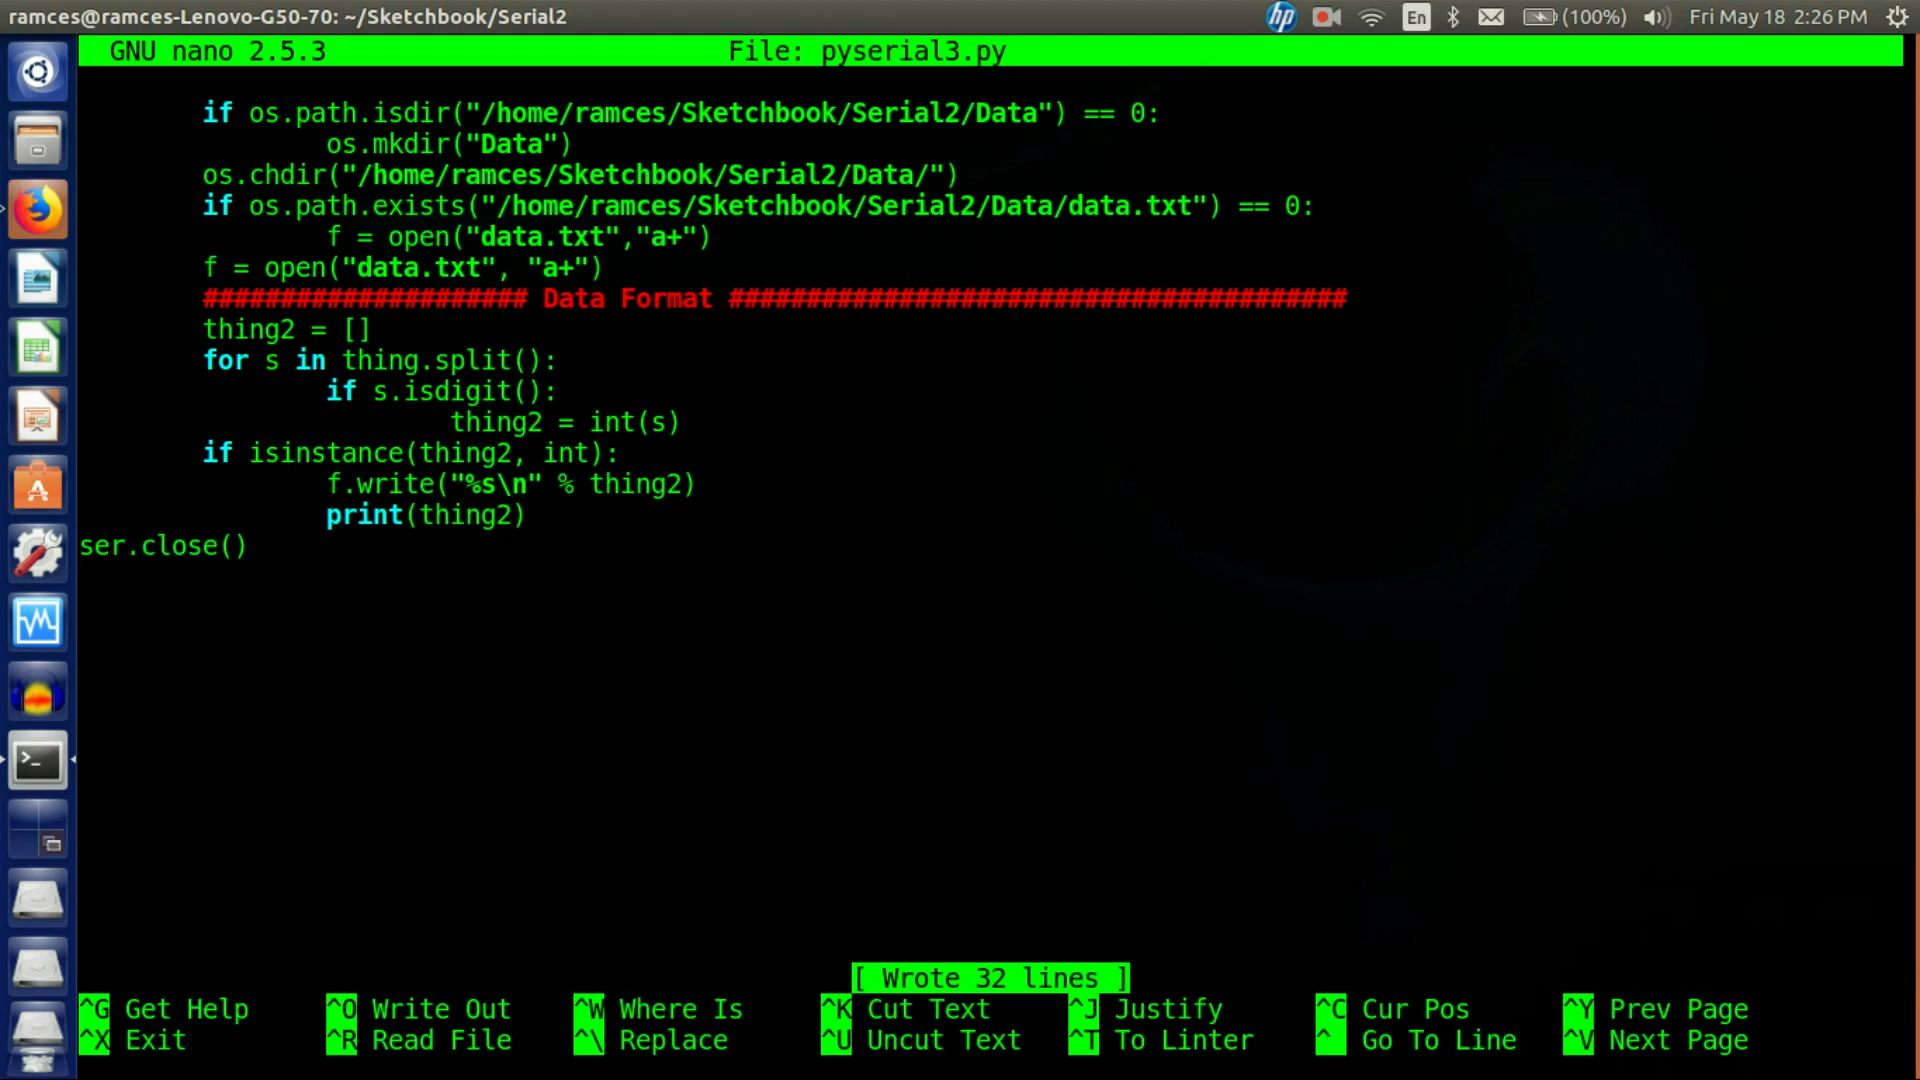 ramces@ramces-Lenovo-G50-70: ~/Sketchbook/Serial2
hp En (100%) Fri May 18 2:26 PM
GNU nano 2.5.3 File: pyserial3.py
if os.path.isdir("/home/ramces/Sketchbook/Serial2/Data") == 0:
os.mkdir("Data")
os.chdir("/home/ramces/Sketchbook/Serial2/Data/")
if os.path.exists("/home/ramces/Sketchbook/Serial2/Data/data.txt") == 0:
f = open("data.txt","a+")
f = open("data.txt", "a+")
##################### Data Format ########################################
thing2 = []
for s in thing.split():
if s.isdigit():
thing2 = int(s)
if isinstance(thing2, int):
f.write("%s\n" % thing2)
print(thing2)
ser.close()
[ Wrote 32 lines ]
^G Get Help ^O Write Out ^W Where Is ^K Cut Text ^J Justify ^C Cur Pos ^Y Prev Page
^X Exit ^R Read File ^\ Replace ^U Uncut Text ^T To Linter ^ Go To Line ^V Next Page